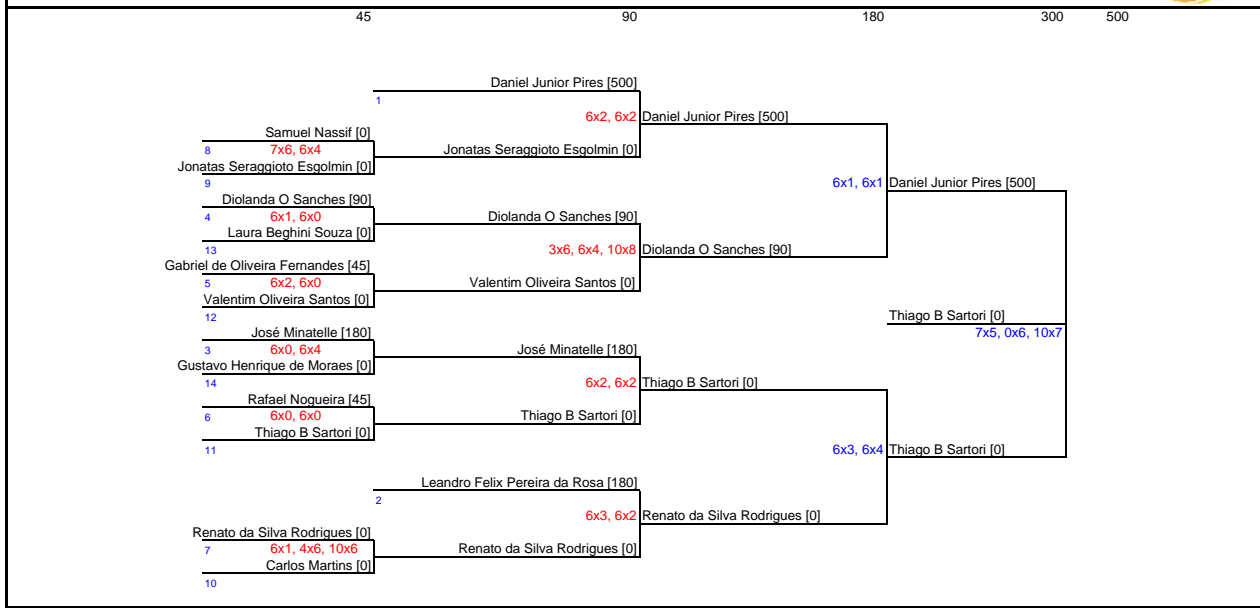 45 90 180 300 500
Daniel Junior Pires [500]
1
6x2, 6x2 Daniel Junior Pires [500]
Samuel Nassif [0]
8 7x6, 6x4 Jonatas Seraggioto Esgolmin [0]
Jonatas Seraggioto Esgolmin [0]
9 6x1, 6x1 Daniel Junior Pires [500]
Diolanda O Sanches [90]
4 6x1, 6x0 Diolanda O Sanches [90]
Laura Beghini Souza [0]
13 3x6, 6x4, 10x8 Diolanda O Sanches [90]
Gabriel de Oliveira Fernandes [45]
5 6x2, 6x0 Valentim Oliveira Santos [0]
Valentim Oliveira Santos [0]
12 Thiago B Sartori [0]
7x5, 0x6, 10x7
José Minatelle [180]
3 6x0, 6x4 José Minatelle [180]
Gustavo Henrique de Moraes [0]
14 6x2, 6x2 Thiago B Sartori [0]
Rafael Nogueira [45]
6 6x0, 6x0 Thiago B Sartori [0]
Thiago B Sartori [0]
11 6x3, 6x4 Thiago B Sartori [0]
Leandro Felix Pereira da Rosa [180]
2
6x3, 6x2 Renato da Silva Rodrigues [0]
Renato da Silva Rodrigues [0]
7 6x1, 4x6, 10x6 Renato da Silva Rodrigues [0]
Carlos Martins [0]
10